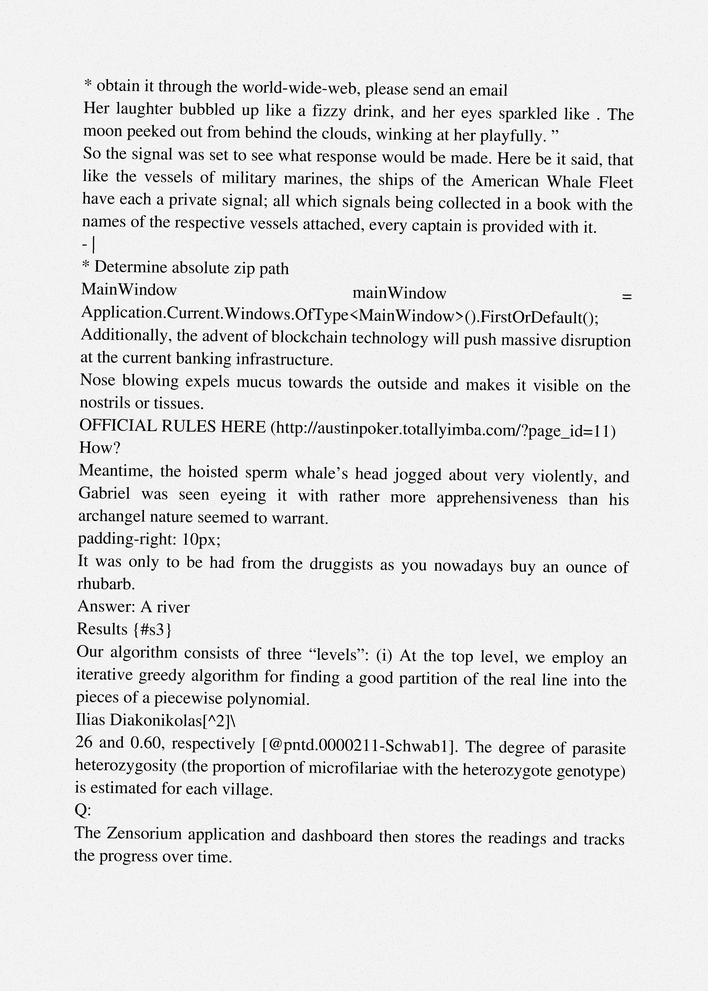 * obtain it through the world-wide-web, please send an email
Her laughter bubbled up like a fizzy drink, and her eyes sparkled like . The
moon peeked out from behind the clouds, winking at her playfully. ”
So the signal was set to see what response would be made. Here be it said, that
like the vessels of military marines, the ships of the American Whale Fleet
have each a private signal; all which signals being collected in a book with the
names of the respective vessels attached, every captain is provided with it.
- |
* Determine absolute zip path
MainWindow mainWindow =
Application.Current.Windows.OfType<MainWindow>().FirstOrDefault();
Additionally, the advent of blockchain technology will push massive disruption
at the current banking infrastructure.
Nose blowing expels mucus towards the outside and makes it visible on the
nostrils or tissues.
OFFICIAL RULES HERE (http://austinpoker.totallyimba.com/?page_id=11)
How?
Meantime, the hoisted sperm whale’s head jogged about very violently, and
Gabriel was seen eyeing it with rather more apprehensiveness than his
archangel nature seemed to warrant.
padding-right: 10px;
It was only to be had from the druggists as you nowadays buy an ounce of
rhubarb.
Answer: A river
Results {#s3}
Our algorithm consists of three “levels”: (i) At the top level, we employ an
iterative greedy algorithm for finding a good partition of the real line into the
pieces of a piecewise polynomial.
Ilias Diakonikolas[^2]\
26 and 0.60, respectively [@pntd.0000211-Schwab1]. The degree of parasite
heterozygosity (the proportion of microfilariae with the heterozygote genotype)
is estimated for each village.
Q:
The Zensorium application and dashboard then stores the readings and tracks
the progress over time.